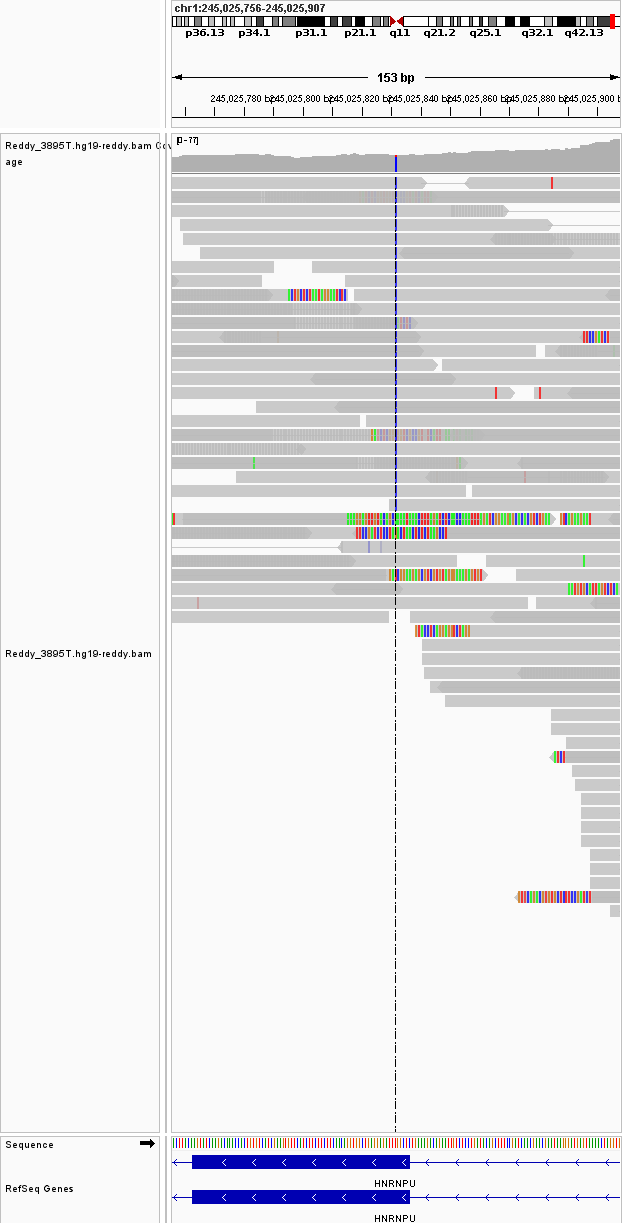 chr1:245,025,756-245,025,907
p36.13 p34.1 p31.1 p21.1 q11 q21.2 q25.1 q32.1 q42.13
153 bp
245,025,780 bp 245,025,800 bp 245,025,820 bp 245,025,840 bp 245,025,860 bp 245,025,880 bp 245,025,900 bp
Reddy_3895T.hg19-reddy.bam Cov
age
[0 - 77]
Reddy_3895T.hg19-reddy.bam
Sequence
HNRNPU
RefSeq Genes
HNRNPU